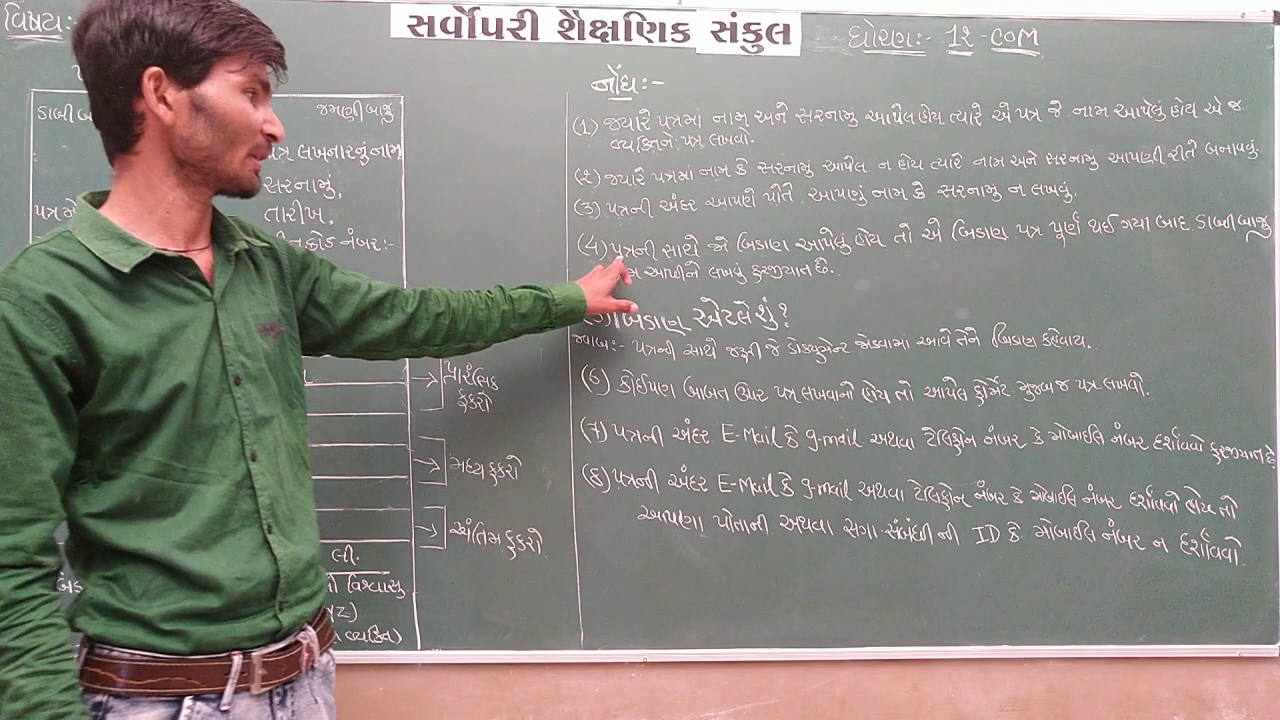 વિષય:
સર્વોપરી શૈક્ષણિક સંકુલ
ધોરણ:- 12 - COM
ડાબી બા
જમણી બાજુ
પત્ર લખનારનું નામ
સરનામું,
પત્ર મે
તારીખ,
કોડ નંબર:-
પ્રારંભિક
ફકરો
મધ્ય ફકરો
અંતિમ ફકરો
લી.
વિશ્વાસુ
વ્યકિત)
નોંધ:-
(1) જ્યારે પત્રમાં નામ અને સરનામું આપેલ હોય ત્યારે એ પત્ર જે નામ આપેલું હોય એ જ
વ્યકિતને પત્ર લખવો.
(2) જ્યારે પત્રમાં નામ કે સરનામું આપેલ ન હોય ત્યારે નામ અને સરનામુ આપણી રીતે બનાવવું.
(3) પત્રની અંદર આપણે પોતે આપણું નામ કે સરનામુ ન લખવું.
(4) પત્રની સાથે જો બિડાણ આપેલું હોય તો એ બિડાણ પત્ર પૂર્ણ થઈ ગયા બાદ ડાબી બાજુ
આપીને લખવું ફરજીયાત છે.
બિડાણ એટલે શું?
જવાબ:- પત્રની સાથે જરૂરી જે ડોક્યુમેન્ટ જોડવામાં આવે તેને બિડાણ કહેવાય.
(6) કોઈપણ બાબત ઉપર પત્ર લખવાનો હોય તો આપેલ ફોર્મેટ મુજબ જ પત્ર લખવો.
(7) પત્રની અંદર E-Mail કે g-mail અથવા ટેલિફોન નંબર કે મોબાઈલ નંબર દર્શાવવો ફરજીયાત છે
(8) પત્રની અંદર E-Mail કે g-mail અથવા ટેલિફોન નંબર કે મોબાઈલ નંબર દર્શાવવો હોય તો
આપણા પોતાની અથવા સગા-સંબંધી ની ID કે મોબાઈલ નંબર ન દર્શાવવો.